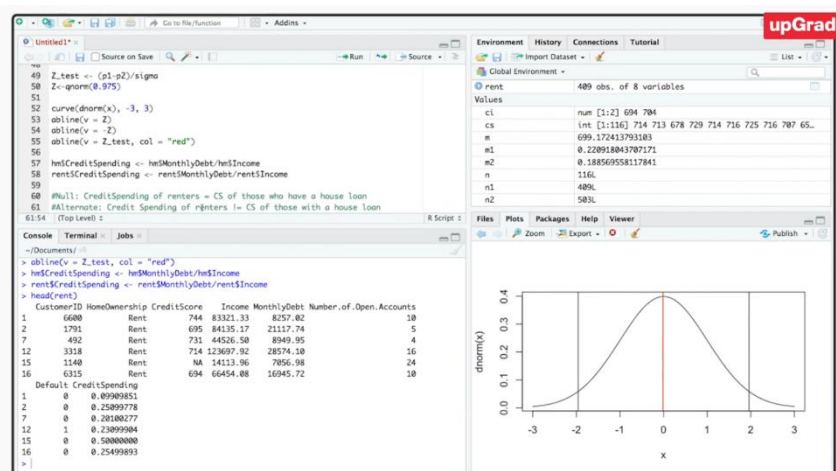 upGrad
Go to file/function
Addins
Untitled1*
Source on Save
Run
Source
49 Z_test <- (p1-p2)/sigma
50 Z<-qnorm(0.975)
51
52 curve(dnorm(x), -3, 3)
53 abline(v = Z)
54 abline(v = -Z)
55 abline(v = Z_test, col = "red")
56
57 hm$CreditSpending <- hm$MonthlyDebt/hm$Income
58 rent$CreditSpending <- rent$MonthlyDebt/rent$Income
59
60 #Null: CreditSpending of renters = CS of those who have a house loan
61 #Alternate: Credit Spending of renters != CS of those with a house loan
61:54 (Top Level) R Script
Console Terminal Jobs
~/Documents/
> abline(v = Z_test, col = "red")
> hm$CreditSpending <- hm$MonthlyDebt/hm$Income
> rent$CreditSpending <- rent$MonthlyDebt/rent$Income
> head(rent)
CustomerID HomeOwnership CreditScore Income MonthlyDebt Number.of.Open.Accounts
1 6600 Rent 744 83321.33 8257.02 10
2 1791 Rent 695 84135.17 21117.74 5
7 492 Rent 731 44526.50 8949.95 4
12 3318 Rent 714 123697.92 28574.10 16
15 1140 Rent NA 14113.96 7056.98 24
16 6315 Rent 694 66454.08 16945.72 10
Default CreditSpending
1 0 0.09909851
2 0 0.25099778
7 0 0.20100277
12 1 0.23099904
15 0 0.50000000
16 0 0.25499893
>
Environment History Connections Tutorial
Import Dataset List
Global Environment
rent 409 obs. of 8 variables
Values
ci num [1:2] 694 704
cs int [1:116] 714 713 678 729 714 716 725 716 707 65…
m 699.172413793103
m1 0.220918043707171
m2 0.188569558117841
n 116L
n1 409L
n2 503L
Files Plots Packages Help Viewer
Zoom Export Publish
dnorm(x)
0.4
0.3
0.2
0.1
0.0
-3 -2 -1 0 1 2 3
x